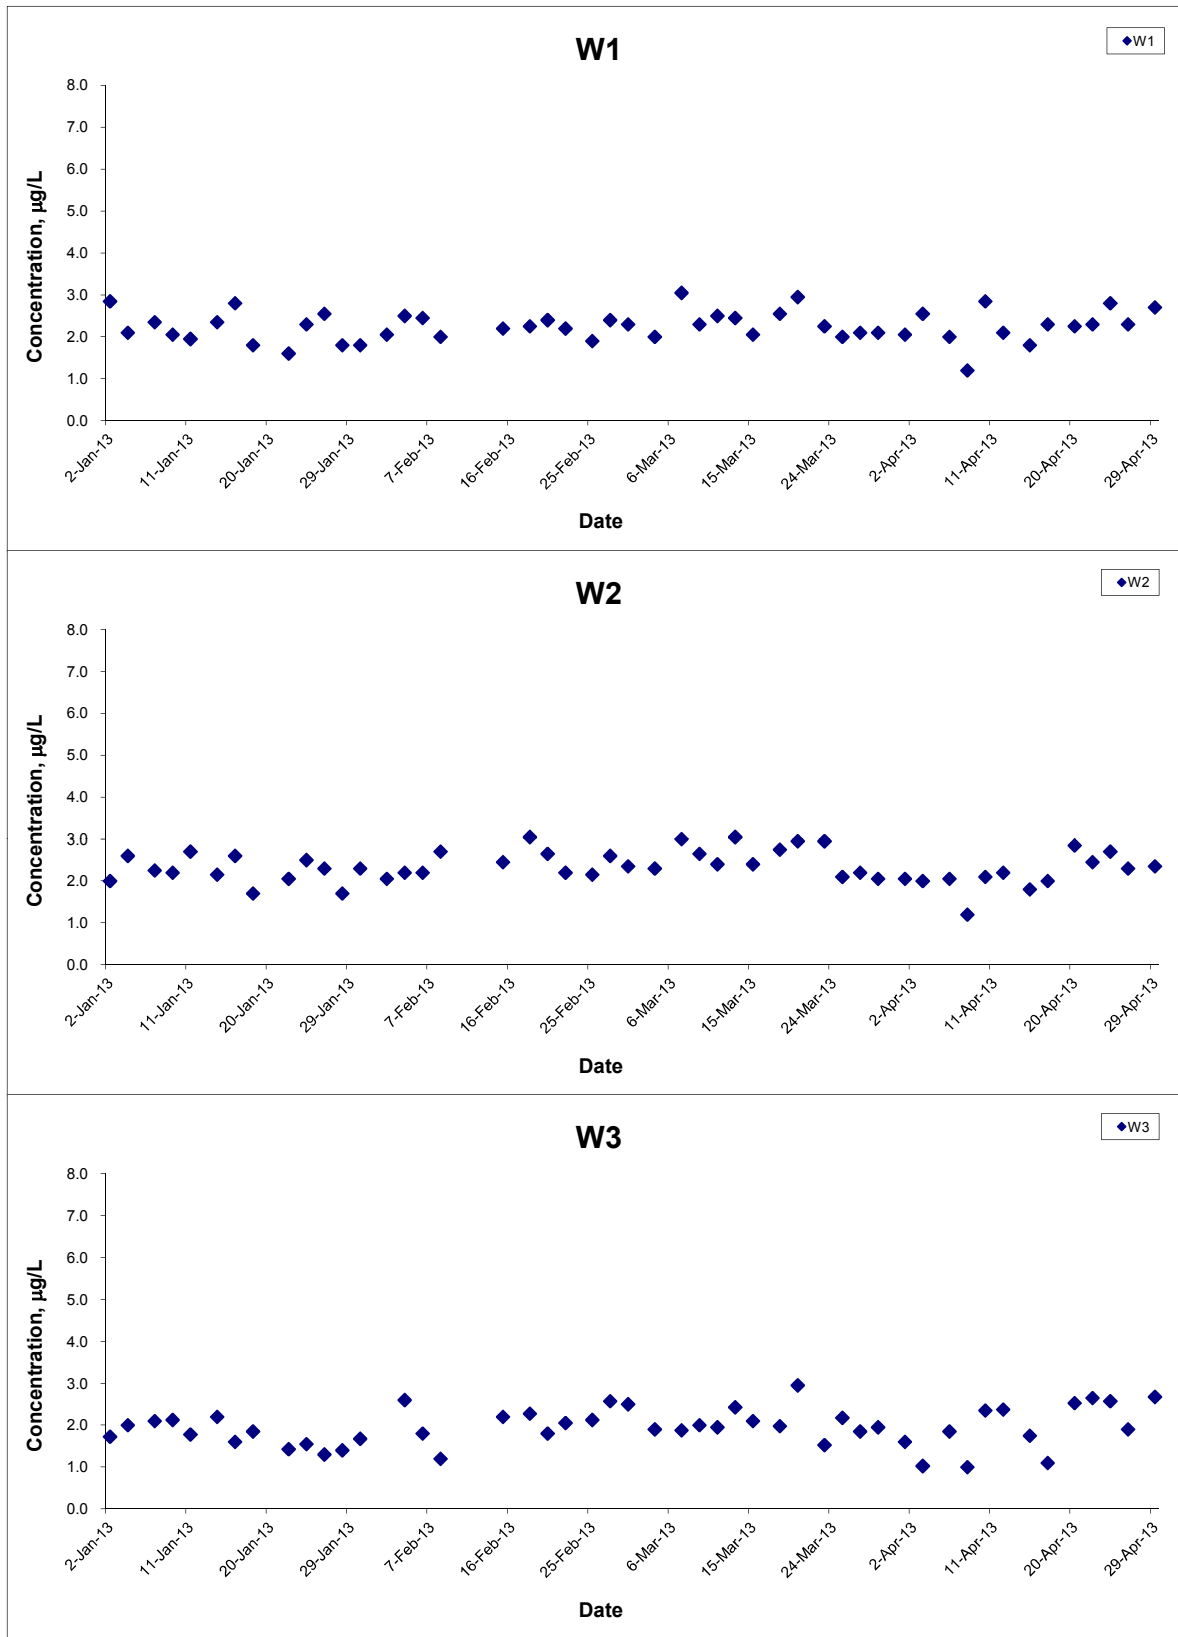 W1
W1
8.0
7.0
6.0
5.0
4.0
3.0
2.0
1.0
0.0
Concentration, µg/L
2-Jan-13
11-Jan-13
20-Jan-13
29-Jan-13
7-Feb-13
16-Feb-13
25-Feb-13
6-Mar-13
15-Mar-13
24-Mar-13
2-Apr-13
11-Apr-13
20-Apr-13
29-Apr-13
Date
W2
W2
8.0
7.0
6.0
5.0
4.0
3.0
2.0
1.0
0.0
Concentration, µg/L
2-Jan-13
11-Jan-13
20-Jan-13
29-Jan-13
7-Feb-13
16-Feb-13
25-Feb-13
6-Mar-13
15-Mar-13
24-Mar-13
2-Apr-13
11-Apr-13
20-Apr-13
29-Apr-13
Date
W3
W3
8.0
7.0
6.0
5.0
4.0
3.0
2.0
1.0
0.0
Concentration, µg/L
2-Jan-13
11-Jan-13
20-Jan-13
29-Jan-13
7-Feb-13
16-Feb-13
25-Feb-13
6-Mar-13
15-Mar-13
24-Mar-13
2-Apr-13
11-Apr-13
20-Apr-13
29-Apr-13
Date